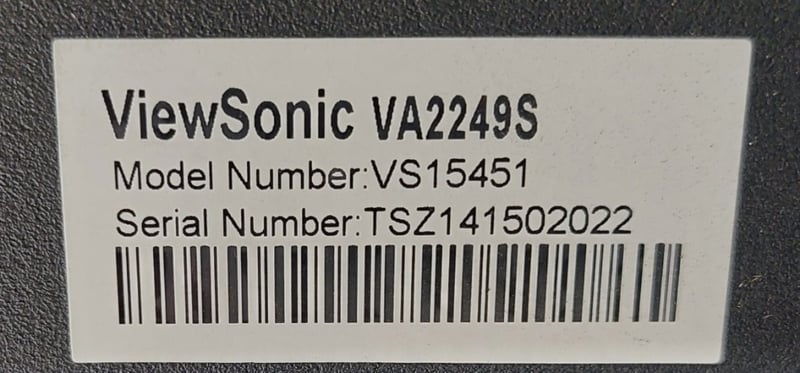 ViewSonic VA2249S
Model Number:VS15451
Serial Number:TSZ141502022